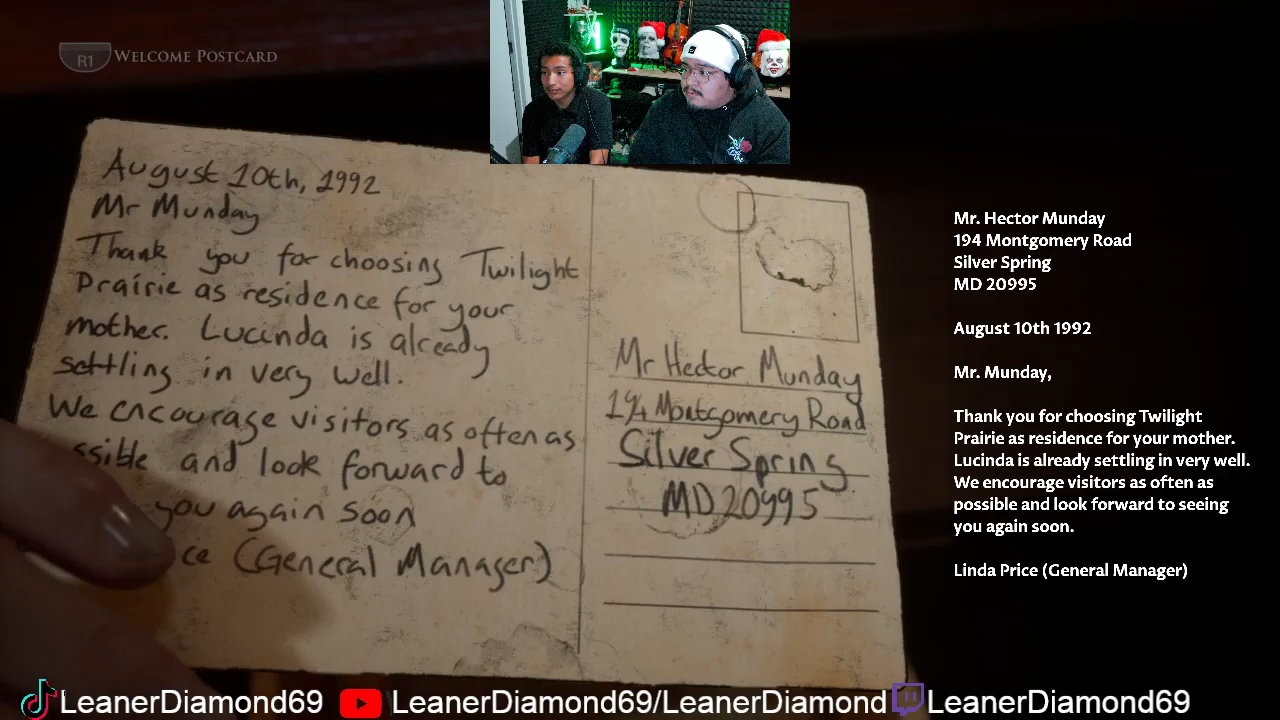 R1 WELCOME POSTCARD
August 10th, 1992
Mr Munday
Thank you for choosing Twilight
Prairie as residence for your
mother. Lucinda is already
settling in very well.
We encourage visitors as often as
ssible and look forward to
you again soon
ce (General Manager)
Mr Hector Munday
194 Montgomery Road
Silver Spring
MD 20995
Mr. Hector Munday
194 Montgomery Road
Silver Spring
MD 20995
August 10th 1992
Mr. Munday,
Thank you for choosing Twilight
Prairie as residence for your mother.
Lucinda is already settling in very well.
We encourage visitors as often as
possible and look forward to seeing
you again soon.
Linda Price (General Manager)
LeanerDiamond69
LeanerDiamond69/LeanerDiamond
LeanerDiamond69